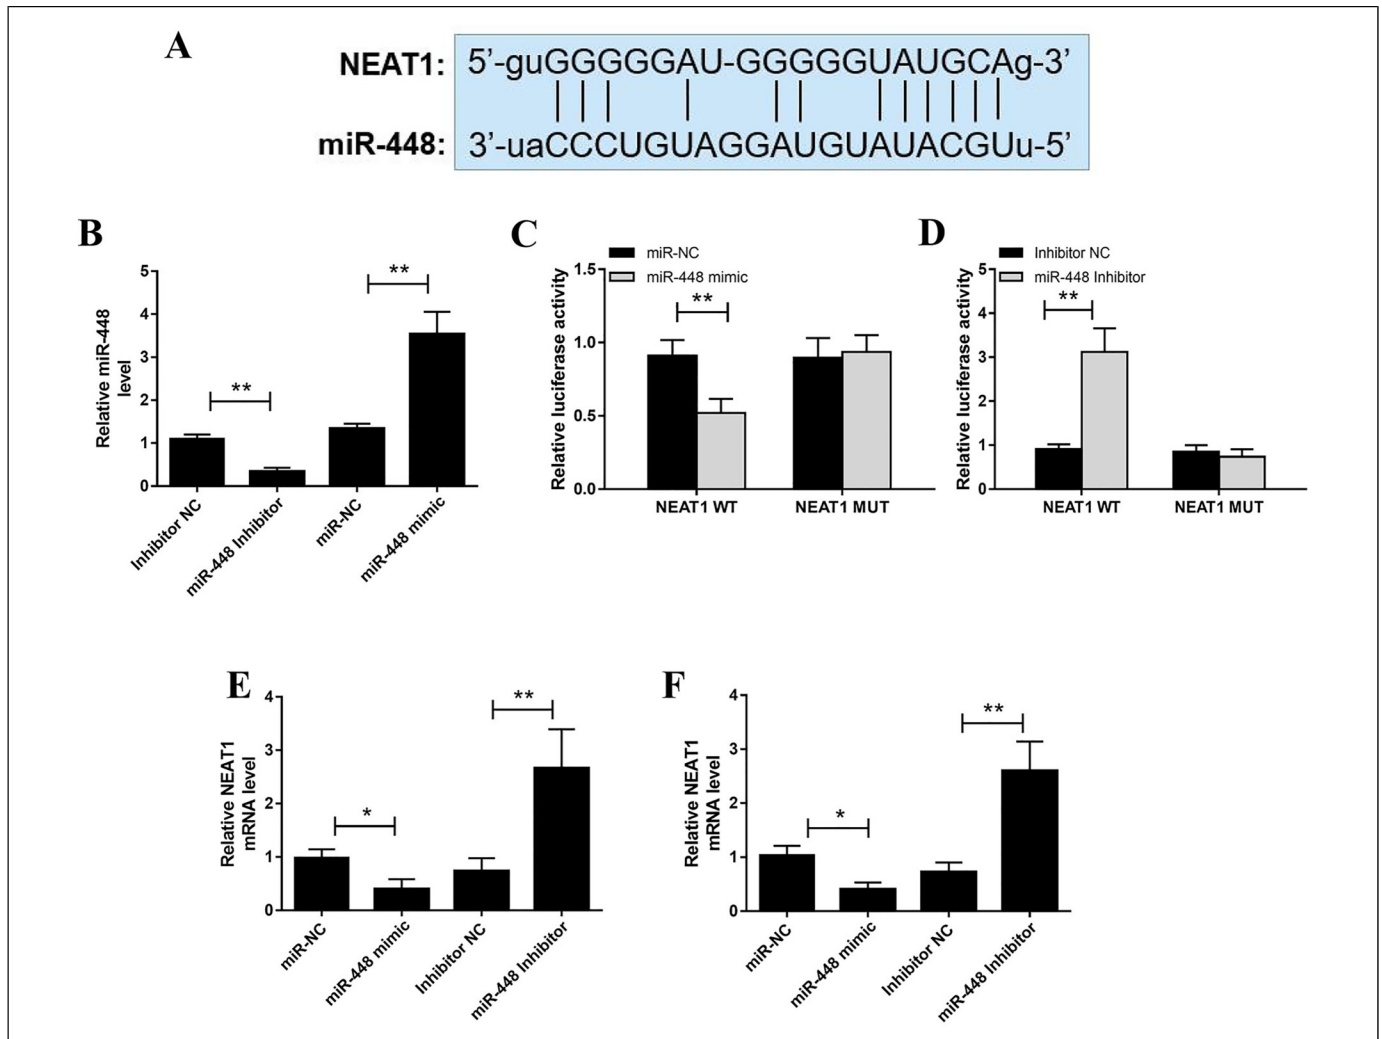 A
NEAT1: 5’-guGGGGGAU-GGGGGUAUGCAg-3’
miR-448: 3’-uaCCCUGUAGGAUGUAUACGUu-5’
B
Relative miR-448
level
5
4
3
2
1
0
**
**
Inhibitor NC
miR-448 Inhibitor
miR-NC
miR-448 mimic
C
miR-NC
miR-448 mimic
Relative luciferase activity
1.5
1.0
0.5
0.0
**
NEAT1 WT
NEAT1 MUT
D
Inhibitor NC
miR-448 Inhibitor
Relative luciferase activity
5
4
3
2
1
0
**
NEAT1 WT
NEAT1 MUT
E
Relative NEAT1
mRNA level
4
3
2
1
0
*
**
miR-NC
miR-448 mimic
Inhibitor NC
miR-448 Inhibitor
F
Relative NEAT1
mRNA level
4
3
2
1
0
*
**
miR-NC
miR-448 mimic
Inhibitor NC
miR-448 Inhibitor